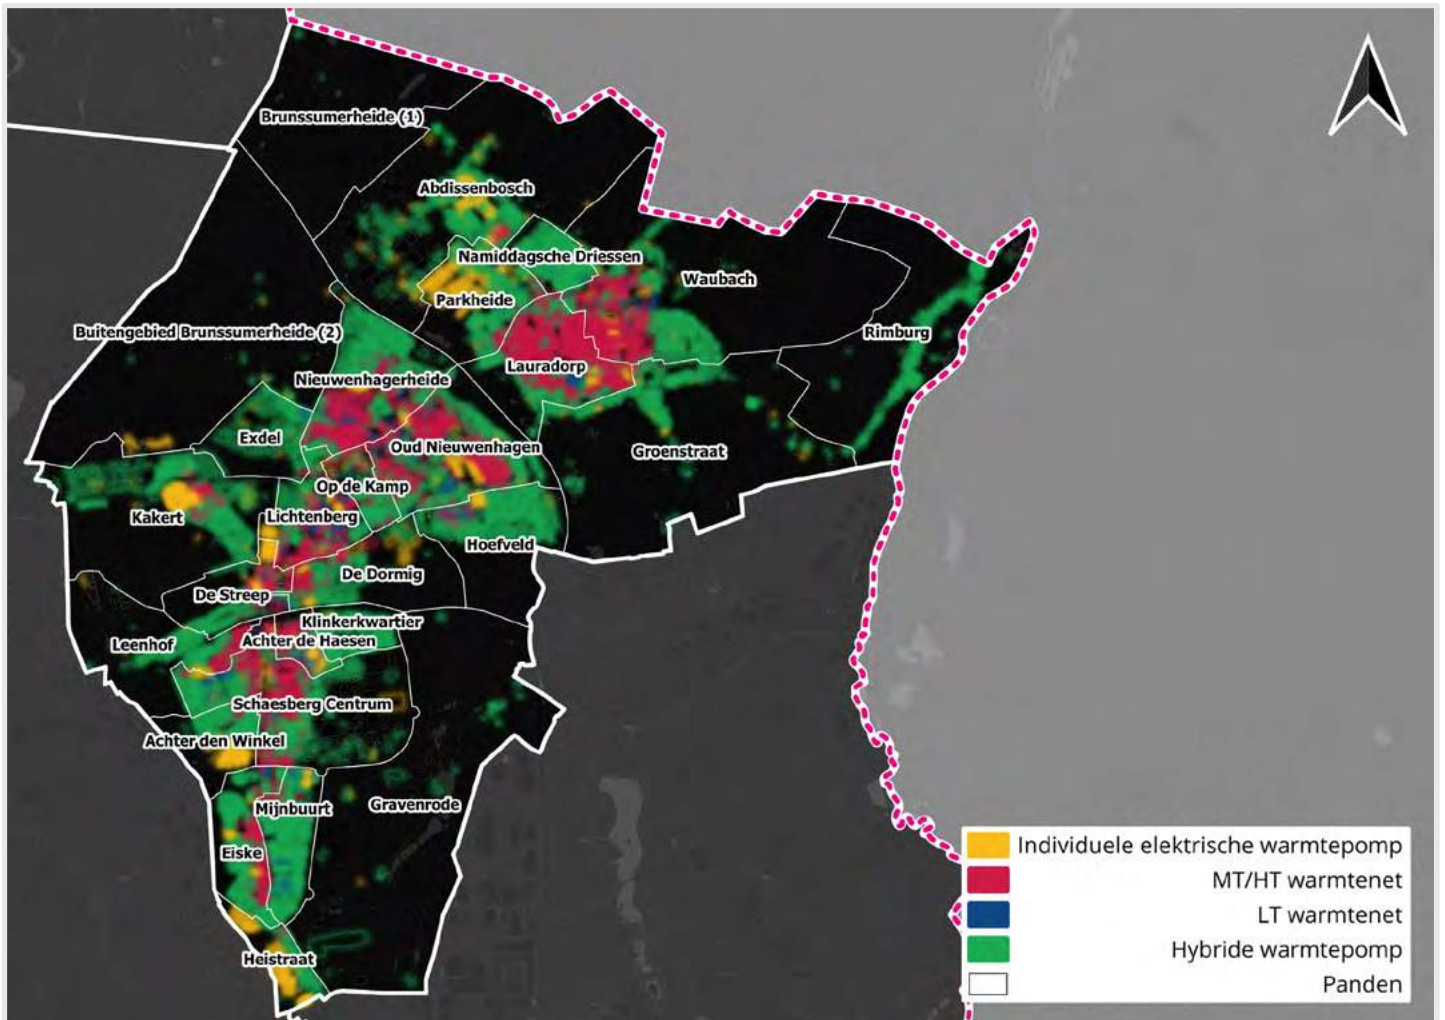 Brunssumerheide (1)
Abdissenbosch
Namiddagsche Driessen
Waubach
Parkheide
Buitengebied Brunssumerheide (2)
Rimburg
Lauradorp
Nieuwenhagerheide
Exdel
Oud Nieuwenhagen
Groenstraat
Op de Kamp
Kakert
Lichtenberg
Hoefveld
De Dormig
De Streep
Klinkerkwartier
Leenhof
Achter de Haesen
Schaesberg Centrum
Achter den Winkel
Mijnbuurt
Gravenrode
Eiske
Heistraat
Individuele elektrische warmtepomp
MT/HT warmtenet
LT warmtenet
Hybride warmtepomp
Panden